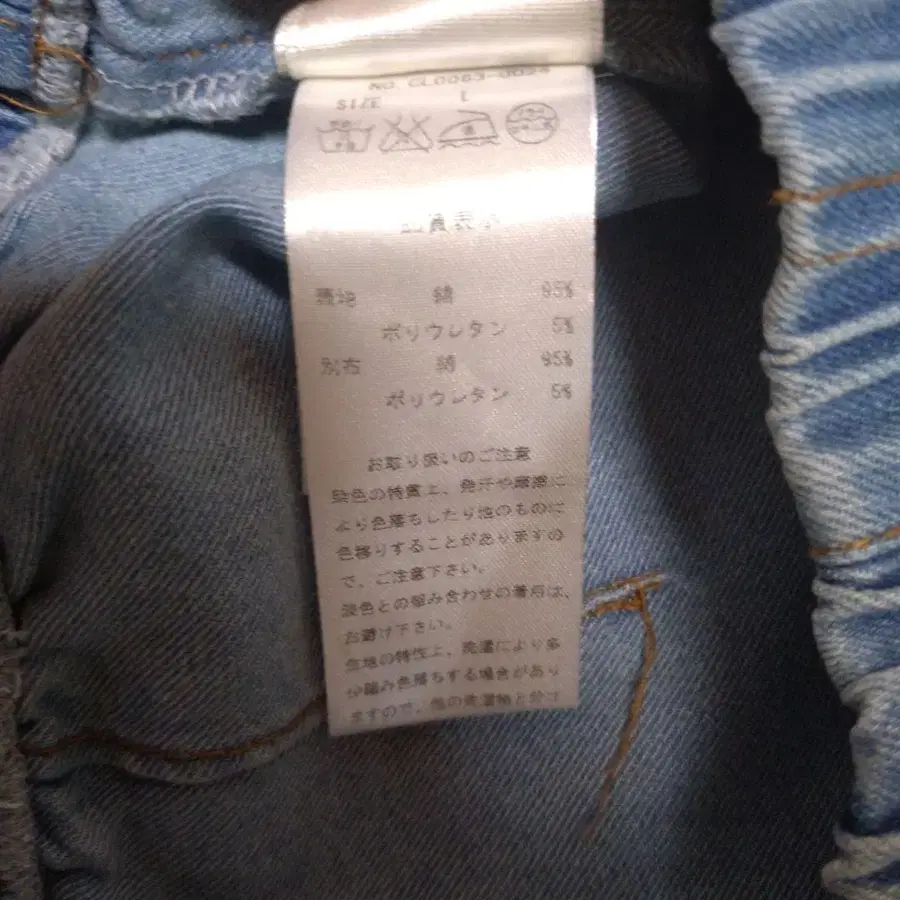 NO. CL0063-0024
SIZE L
品質表示
表地 綿 95%
ポリウレタン 5%
別布 綿 95%
ポリウレタン 5%
お取り扱いのご注意
染色の特質上、発汗や摩擦に
より色落ちしたり他のものに
色移りすることがありますの
で、ご注意下さい。
淡色との組み合わせの着用は、
お避け下さい。
生地の特性上、洗濯により多
少縮み色落ちする場合があり
ますので、他の洗濯物と分け